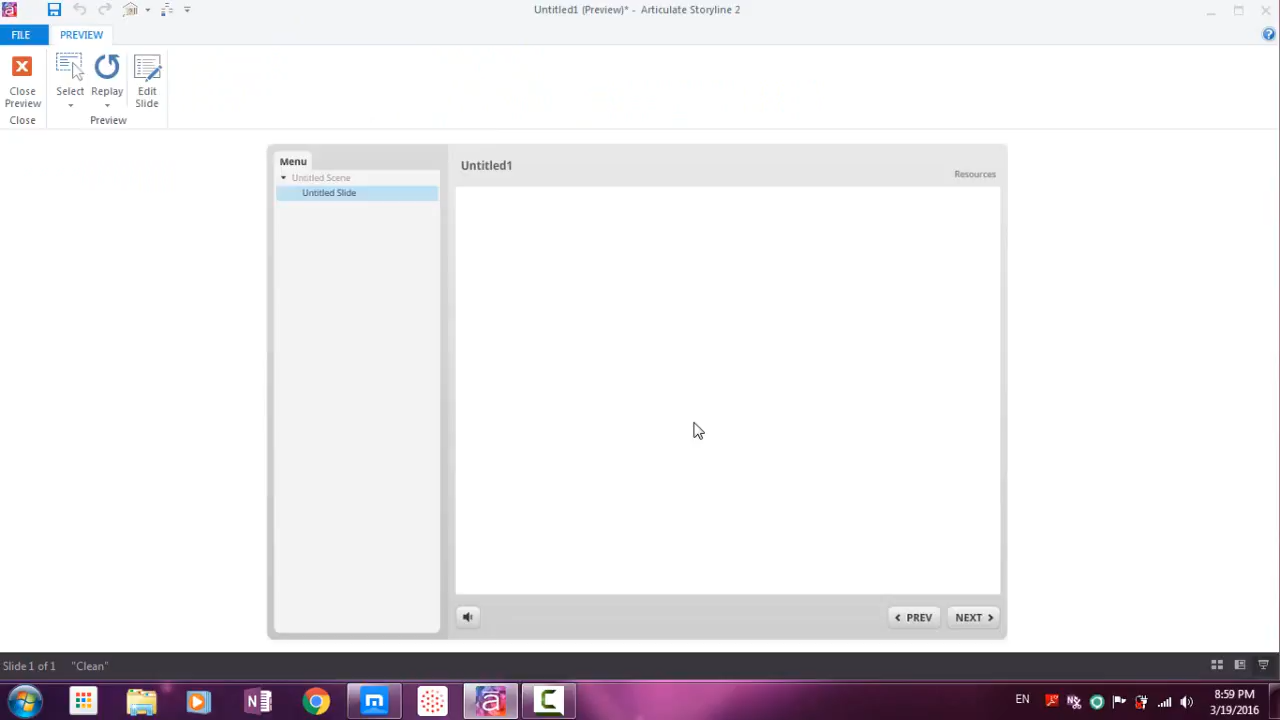 Untitled1 (Preview)* - Articulate Storyline 2
FILE
PREVIEW
Close Preview
Select
Replay
Edit Slide
Close
Preview
Menu
Untitled Scene
Untitled Slide
Untitled1
Resources
PREV
NEXT
Slide 1 of 1
"Clean"
EN
8:59 PM
3/19/2016